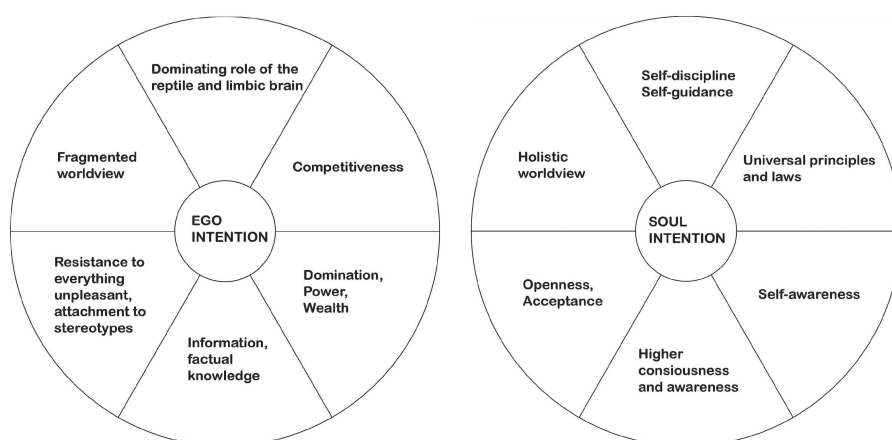 Dominating role of the
reptile and limbic brain
Fragmented
worldview
Competitiveness
EGO
INTENTION
Resistance to
everything
unpleasant,
attachment to
stereotypes
Domination,
Power,
Wealth
Information,
factual
knowledge
Self-discipline
Self-guidance
Holistic
worldview
Universal principles
and laws
SOUL
INTENTION
Openness,
Acceptance
Self-awareness
Higher
consiousness
and awareness